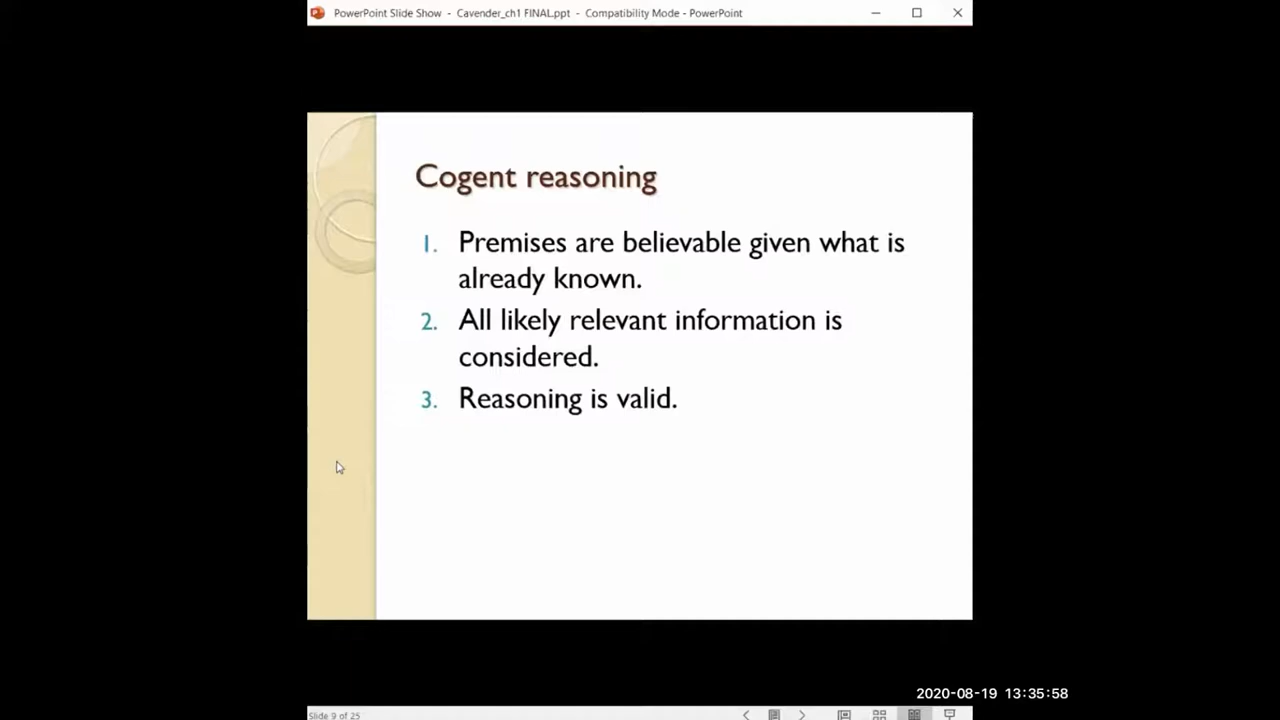 PowerPoint Slide Show - Cavender_ch1 FINAL.ppt - Compatibility Mode - PowerPoint
Cogent reasoning
1. Premises are believable given what is
already known.
2. All likely relevant information is
considered.
3. Reasoning is valid.
2020-08-19 13:35:58
Slide 9 of 25